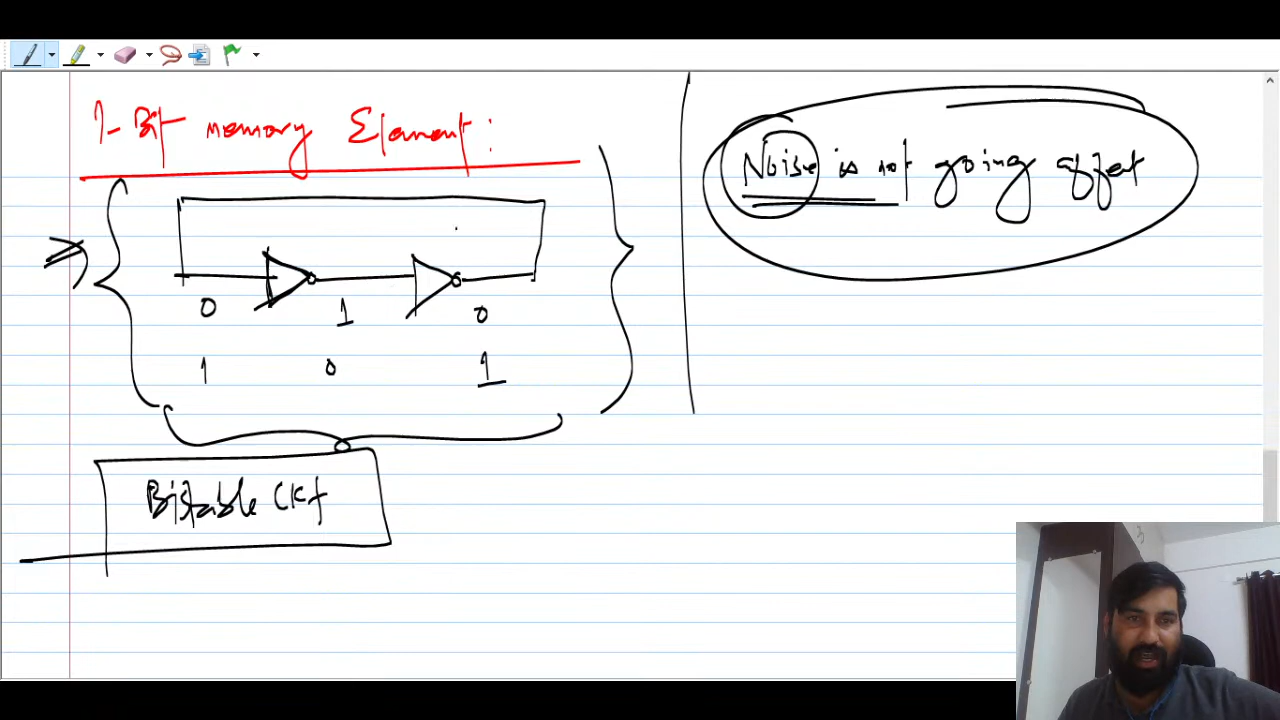 1-Bit memory Element:
Noise is not going affect
0 1 0
1 0 1
Bistable CKt